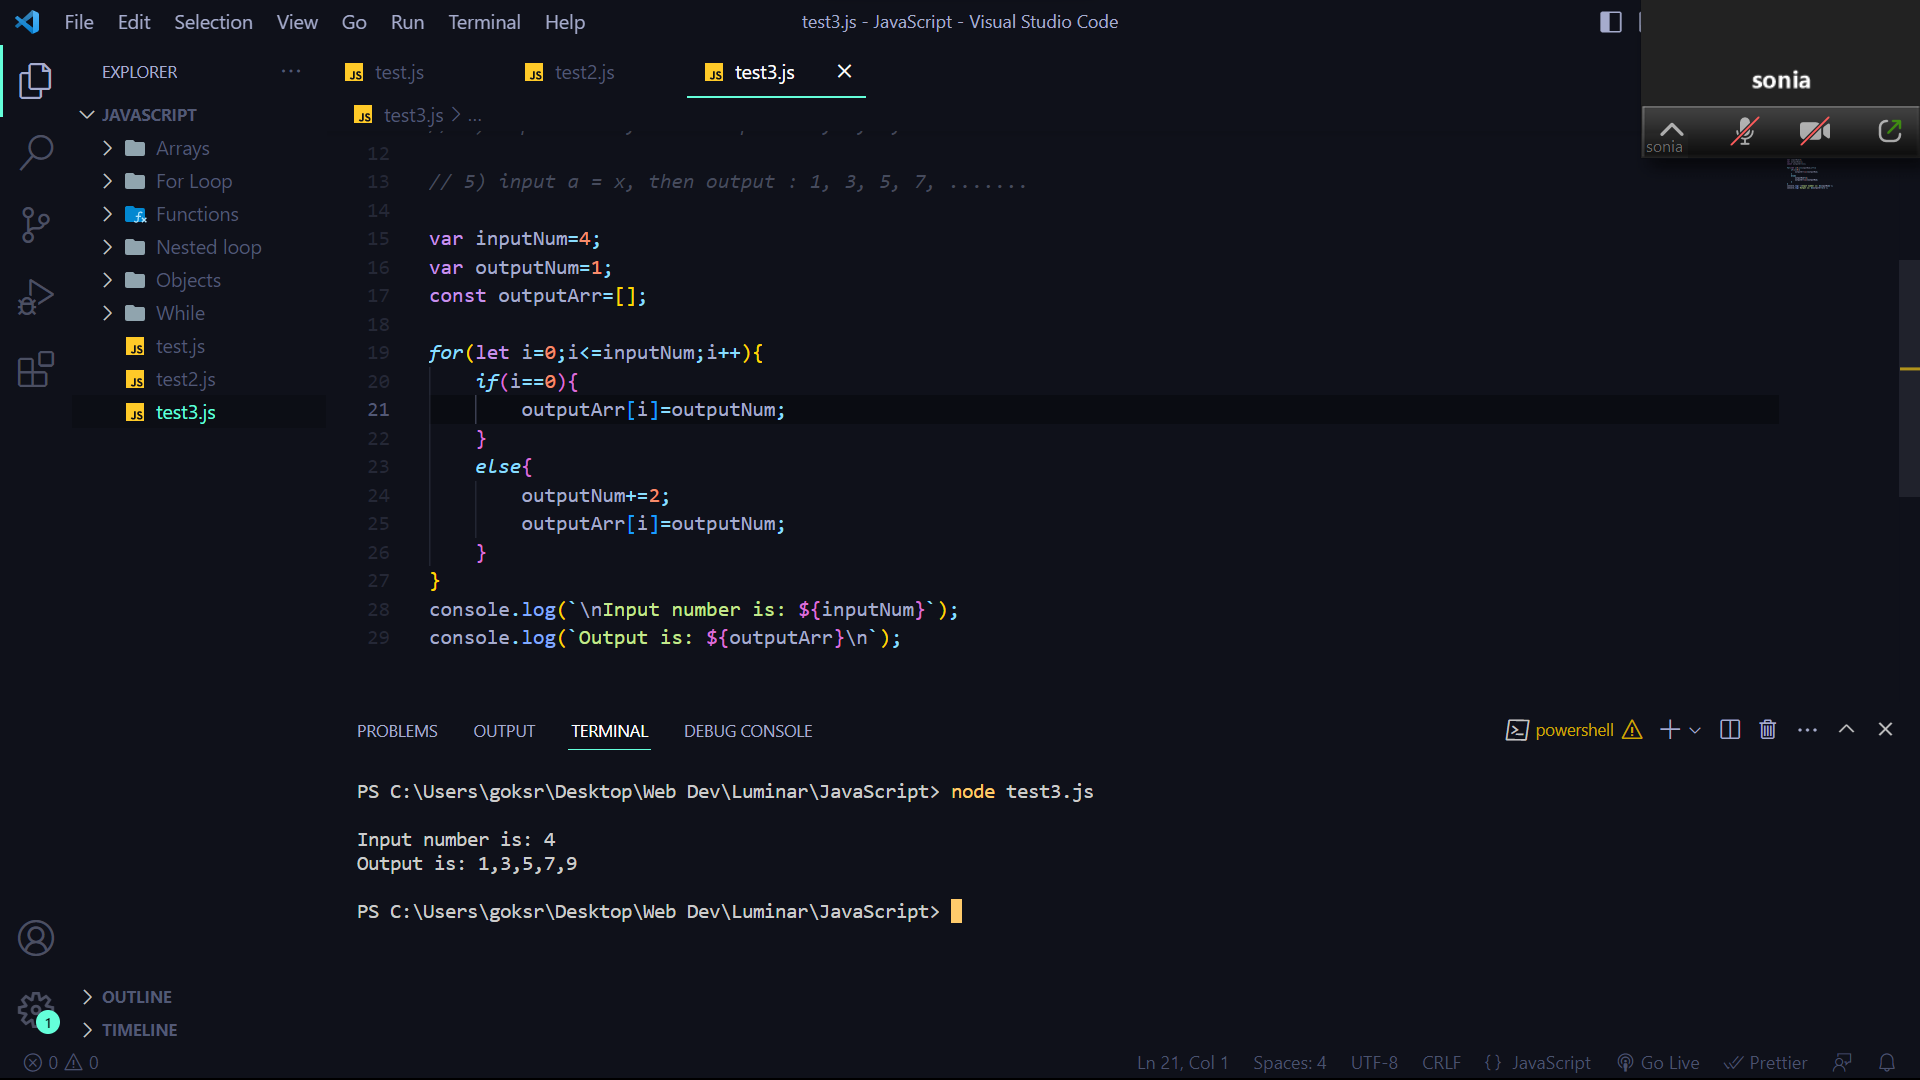 File Edit Selection View Go Run Terminal Help
test3.js - JavaScript - Visual Studio Code
sonia
sonia
EXPLORER
JAVASCRIPT
Arrays
For Loop
Functions
Nested loop
Objects
While
test.js
test2.js
test3.js
OUTLINE
TIMELINE
test.js test2.js test3.js
test3.js > ...
12
13 // 5) input a = x, then output : 1, 3, 5, 7, .......
14
15 var inputNum=4;
16 var outputNum=1;
17 const outputArr=[];
18
19 for(let i=0;i<=inputNum;i++){
20 if(i==0){
21 outputArr[i]=outputNum;
22 }
23 else{
24 outputNum+=2;
25 outputArr[i]=outputNum;
26 }
27 }
28 console.log(`\nInput number is: ${inputNum}`);
29 console.log(`Output is: ${outputArr}\n`);
PROBLEMS OUTPUT TERMINAL DEBUG CONSOLE
powershell
PS C:\Users\goksr\Desktop\Web Dev\Luminar\JavaScript> node test3.js
Input number is: 4
Output is: 1,3,5,7,9
PS C:\Users\goksr\Desktop\Web Dev\Luminar\JavaScript>
1
0 0
Ln 21, Col 1 Spaces: 4 UTF-8 CRLF {} JavaScript Go Live Prettier